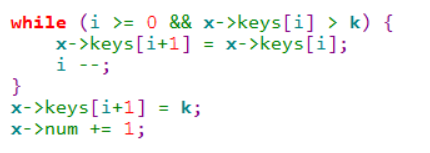 while (i >= 0 && x->keys[i] > k) {
    x->keys[i+1] = x->keys[i];
    i --;
}
x->keys[i+1] = k;
x->num += 1;